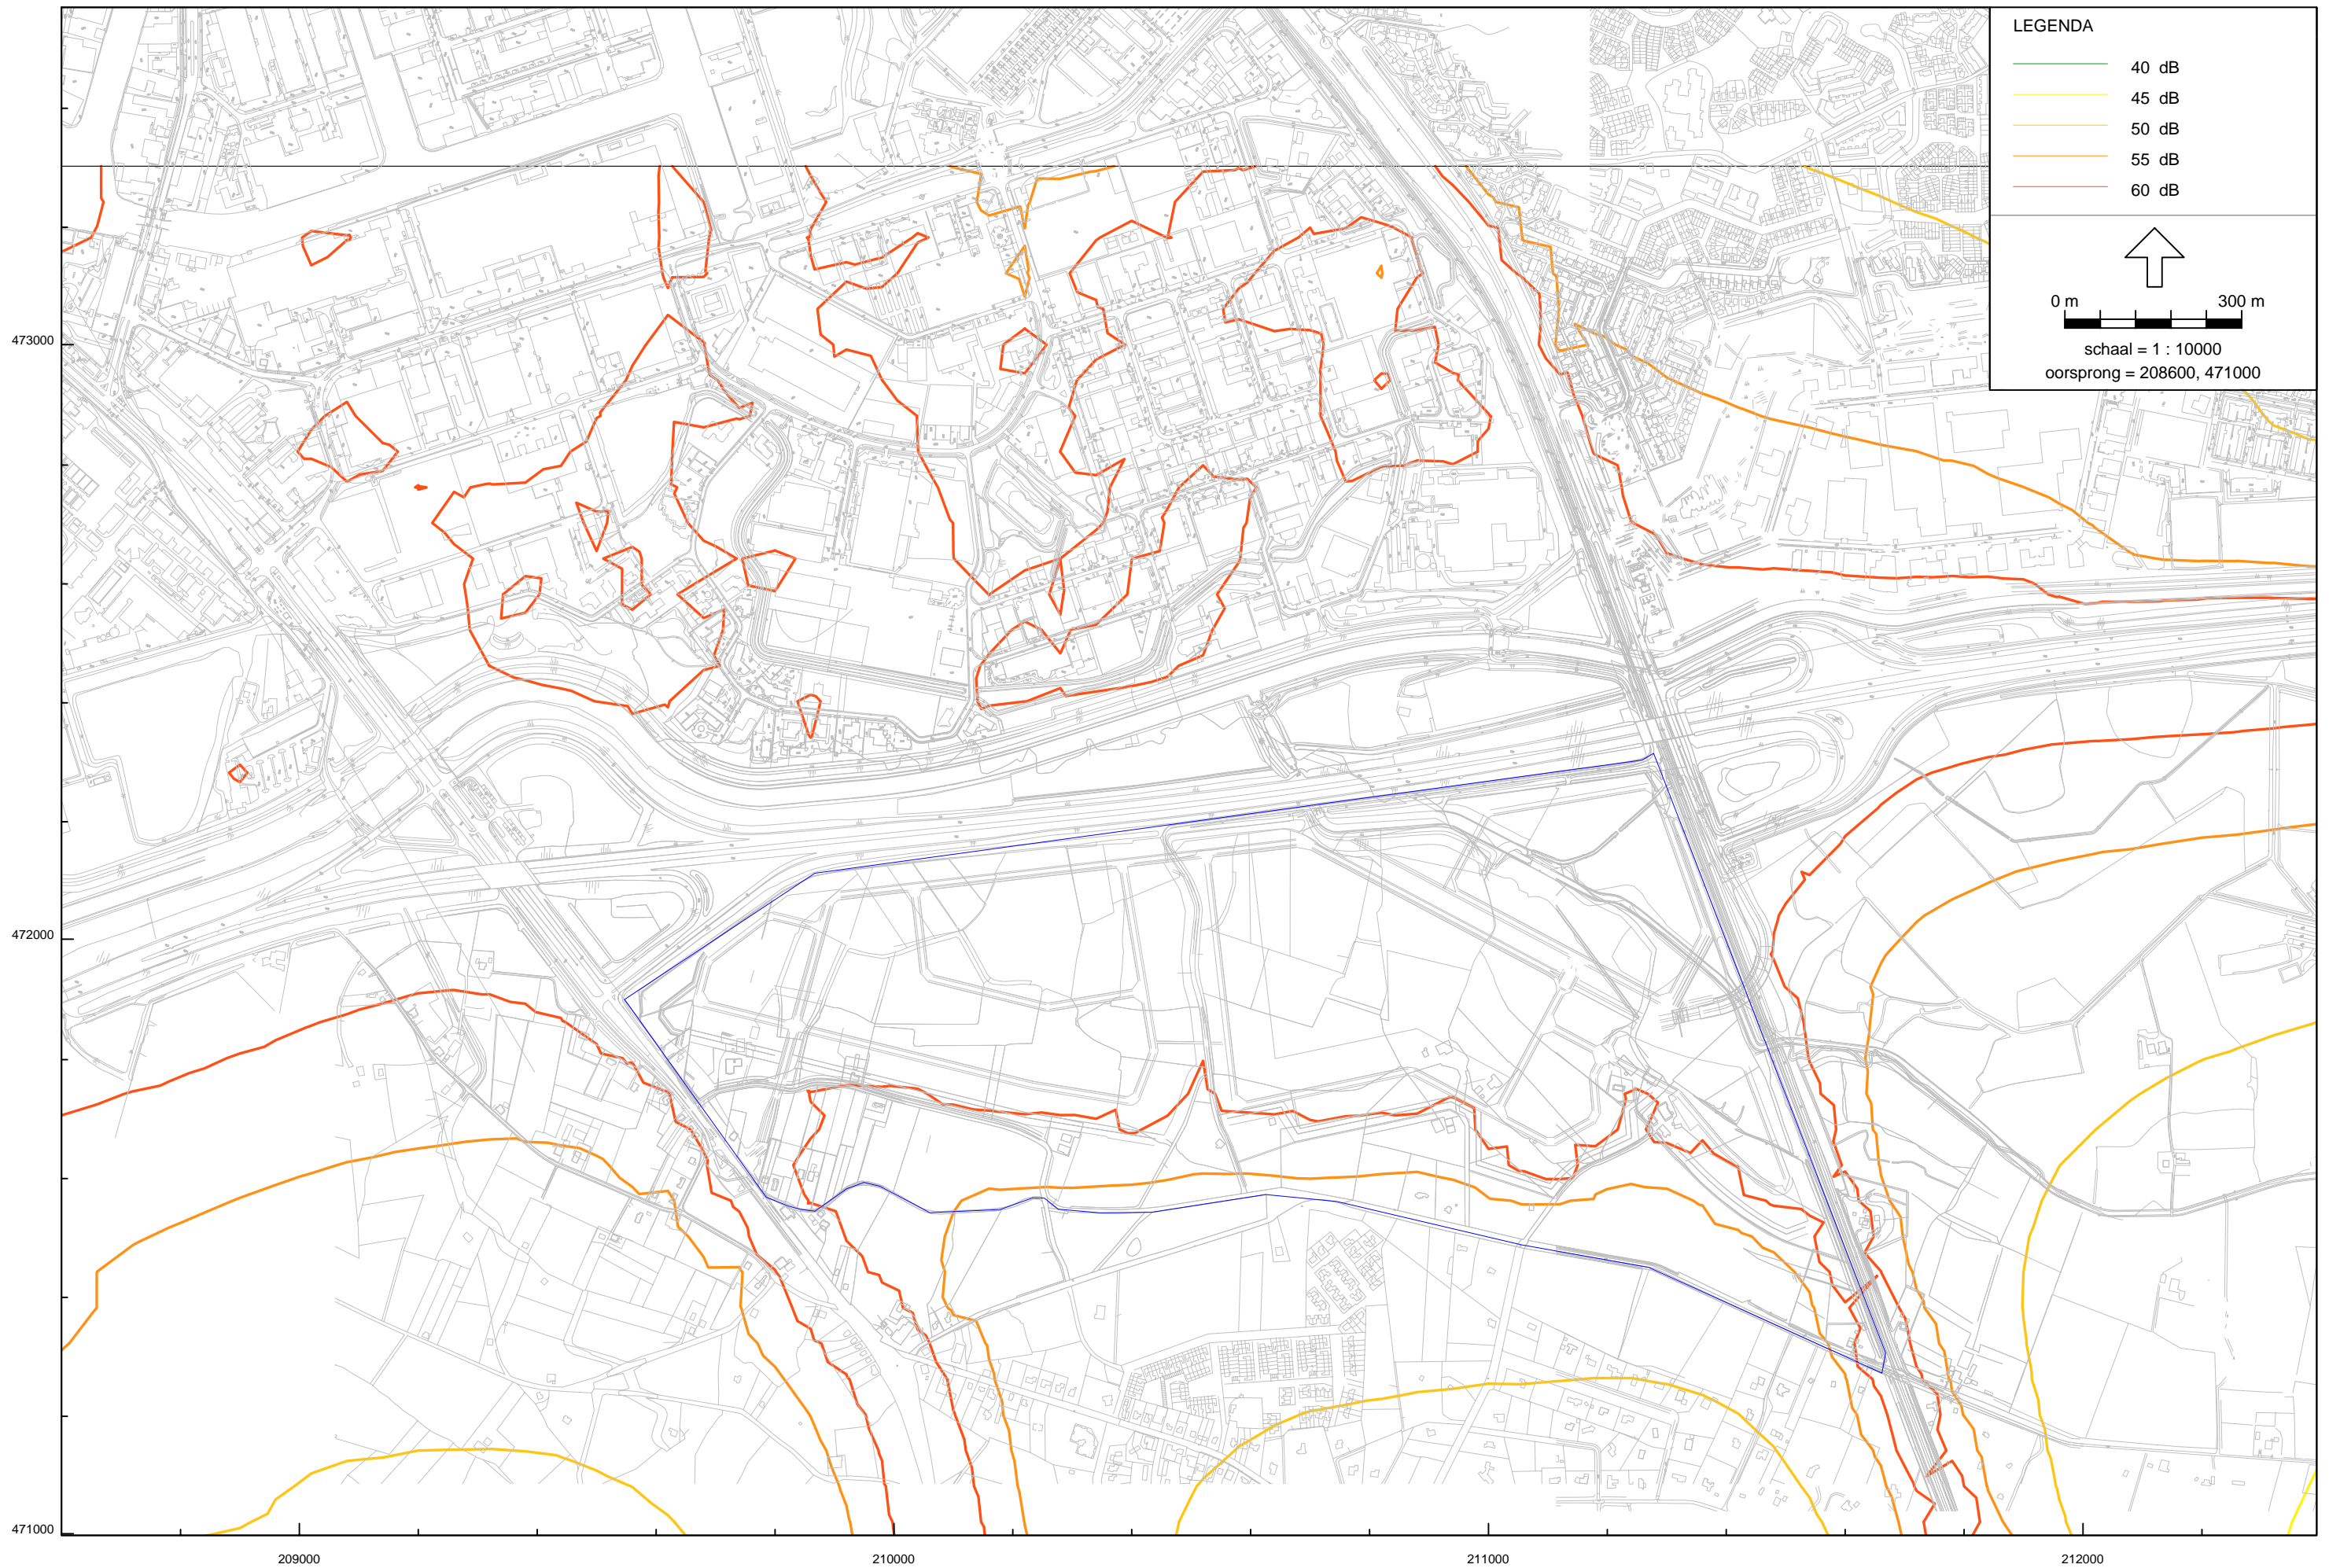 LEGENDA
40 dB
45 dB
50 dB
55 dB
60 dB
0 m 300 m
schaal = 1 : 10000
oorsprong = 208600, 471000
473000
472000
471000
209000 210000 211000 212000